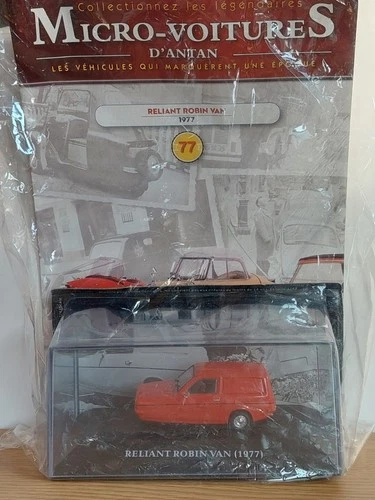 Collectionnez les légendaires
MICRO-VOITURES
D'ANTAN
LES VÉHICULES QUI MARQUÈRENT UNE ÉPOQUE
RELIANT ROBIN VAN
1977
77
RELIANT ROBIN VAN (1977)